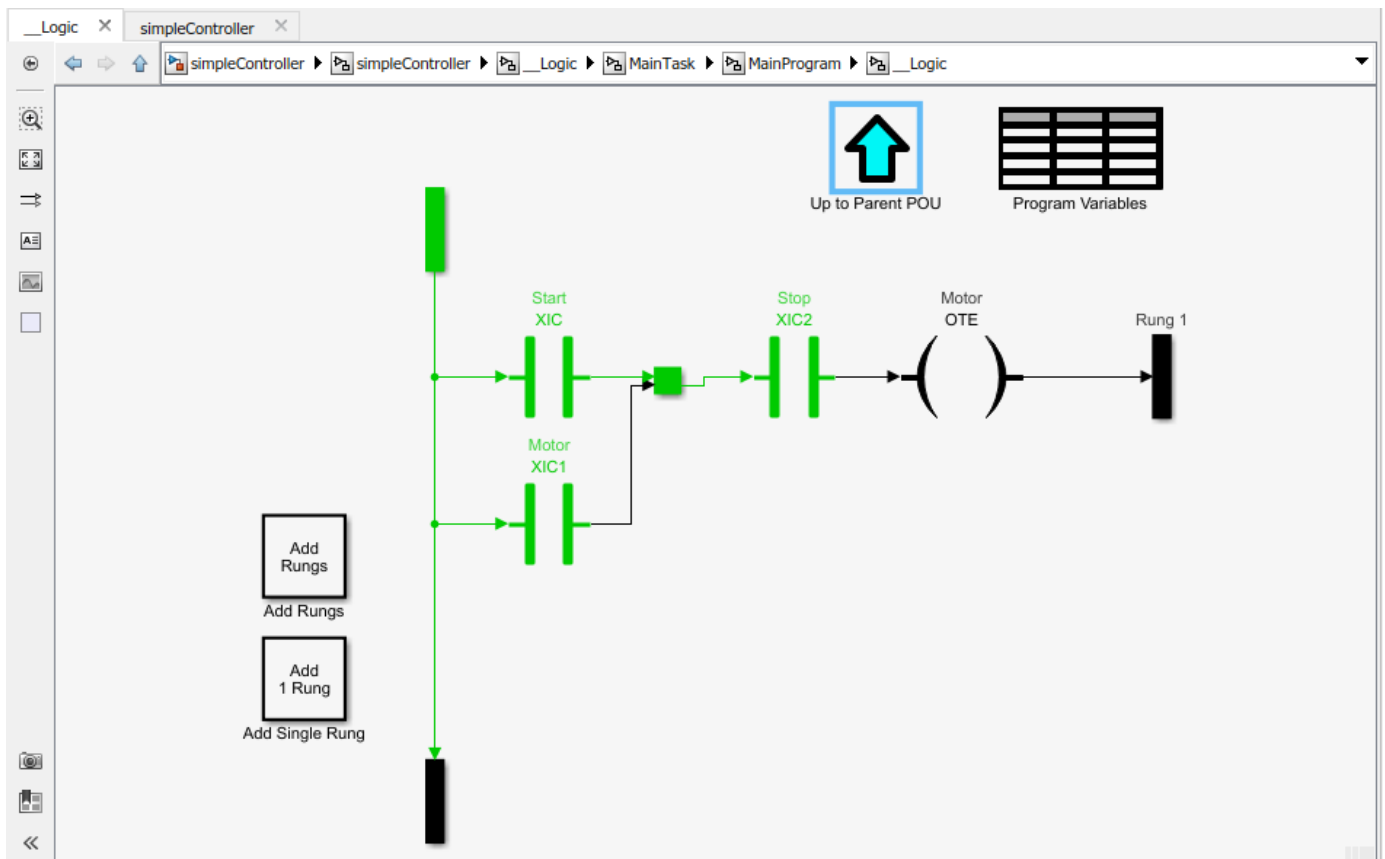 __Logic
simpleController
simpleController simpleController __Logic MainTask MainProgram __Logic
Up to Parent POU
Program Variables
Start
XIC
Stop
XIC2
Motor
OTE
Rung 1
Motor
XIC1
Add
Rungs
Add Rungs
Add
1 Rung
Add Single Rung